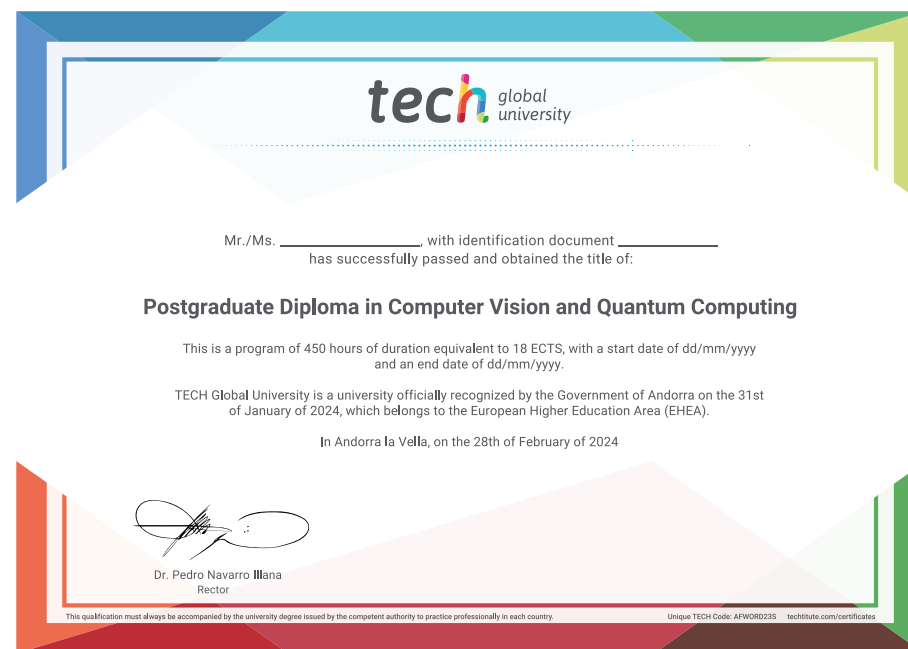 tech global
university
Mr./Ms. ____________________, with identification document ______________
has successfully passed and obtained the title of:
Postgraduate Diploma in Computer Vision and Quantum Computing
This is a program of 450 hours of duration equivalent to 18 ECTS, with a start date of dd/mm/yyyy
and an end date of dd/mm/yyyy.
TECH Global University is a university officially recognized by the Government of Andorra on the 31st
of January of 2024, which belongs to the European Higher Education Area (EHEA).
In Andorra la Vella, on the 28th of February of 2024
Dr. Pedro Navarro Illana
Rector
This qualification must always be accompanied by the university degree issued by the competent authority to practice professionally in each country.
Unique TECH Code: AFWORD23S techtitute.com/certificates